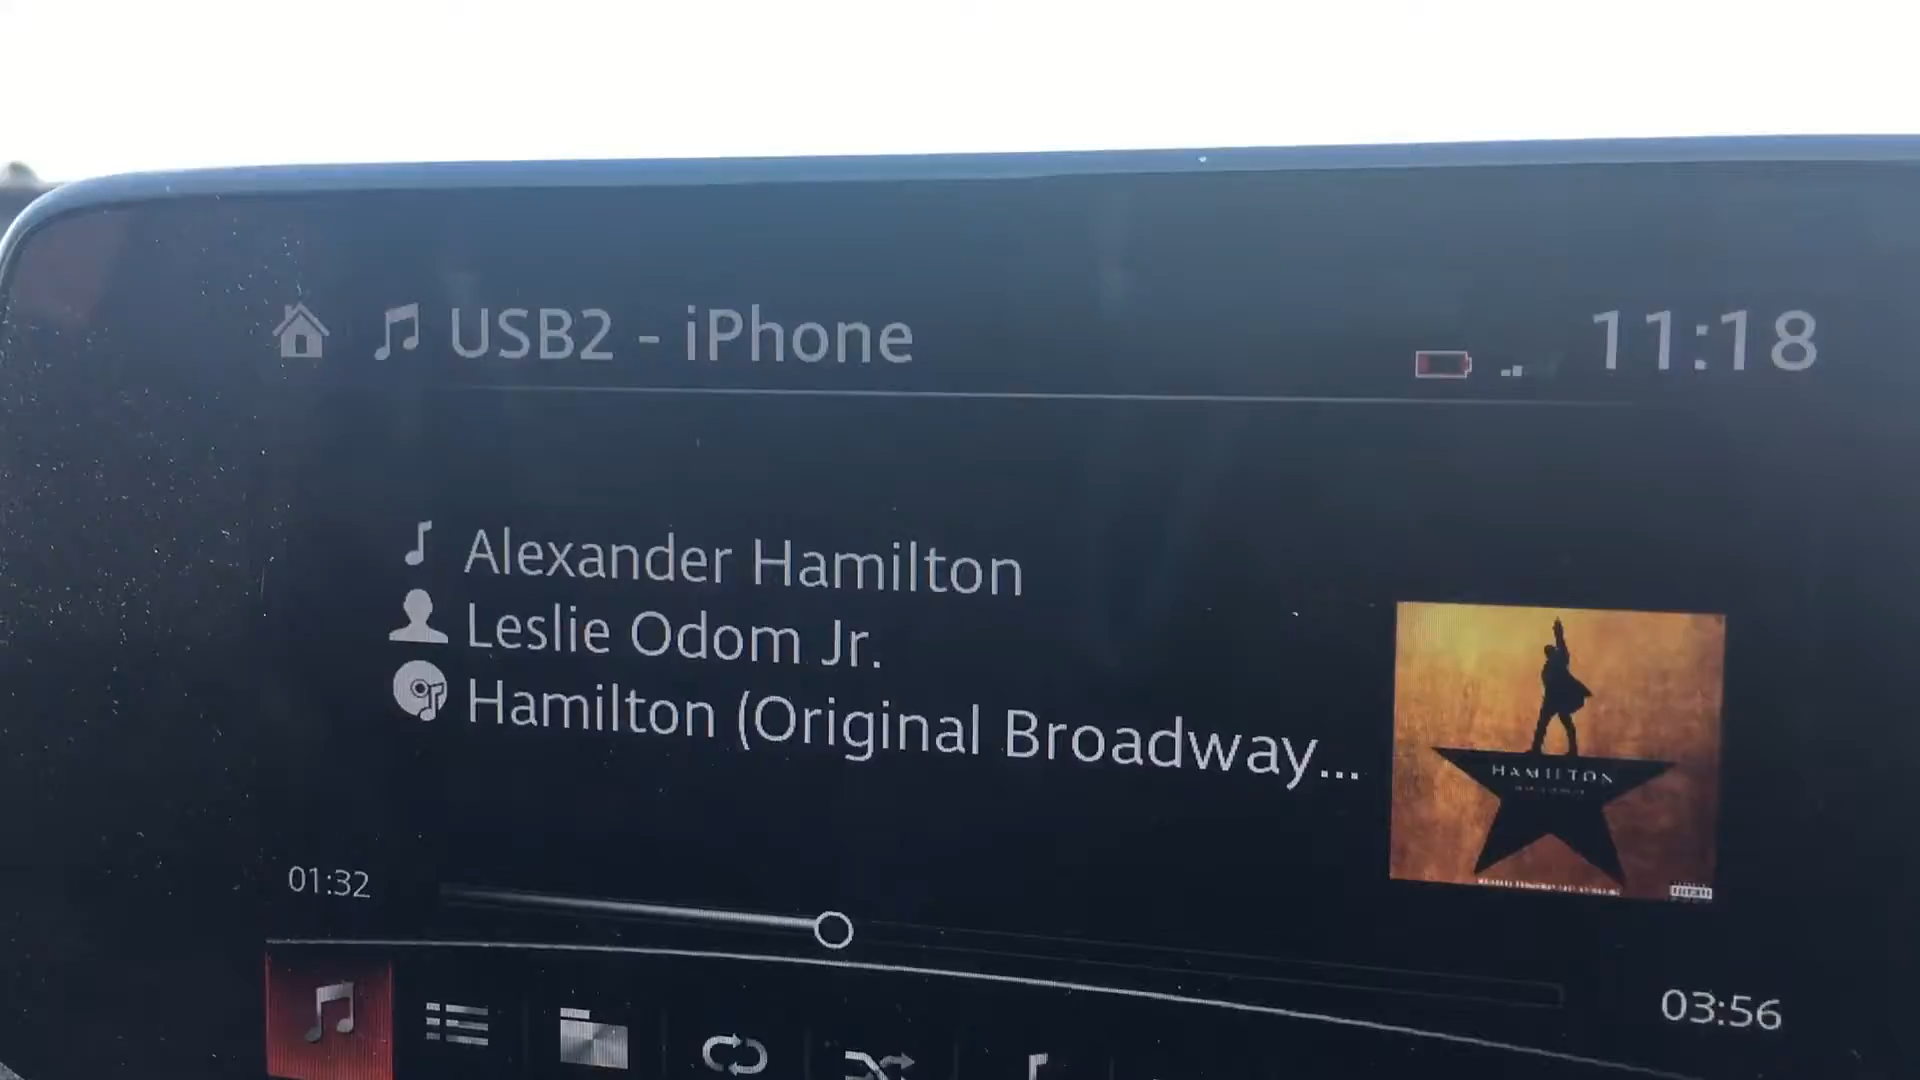 USB2 - iPhone
11:18
Alexander Hamilton
Leslie Odom Jr.
Hamilton (Original Broadway...
HAMILTON
01:32
03:56